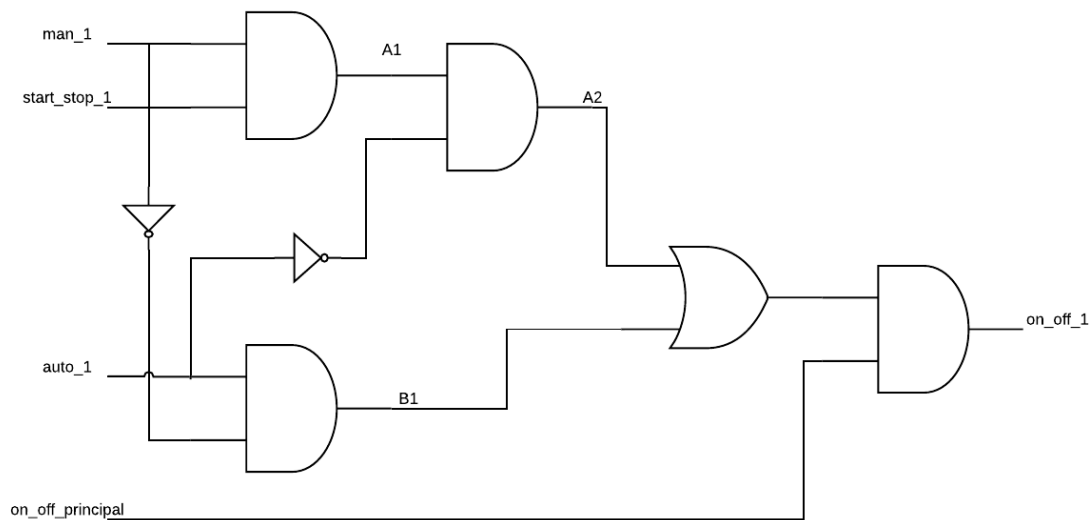 man_1
A1
start_stop_1
A2
on_off_1
auto_1
B1
on_off_principal